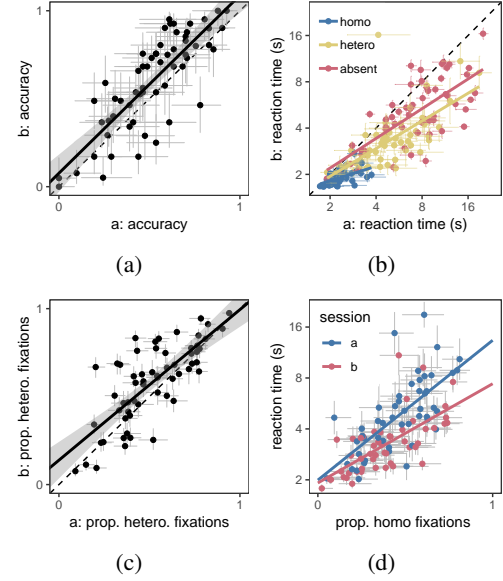 1
b: accuracy
0
0
1
a: accuracy
(a)
homo
hetero
absent
16
8
4
2
b: reaction time (s)
2
4
8
16
a: reaction time (s)
(b)
1
b: prop. hetero. fixations
0
0
1
a: prop. hetero. fixations
(c)
session
a
b
16
8
4
2
reaction time (s)
0
1
prop. homo fixations
(d)